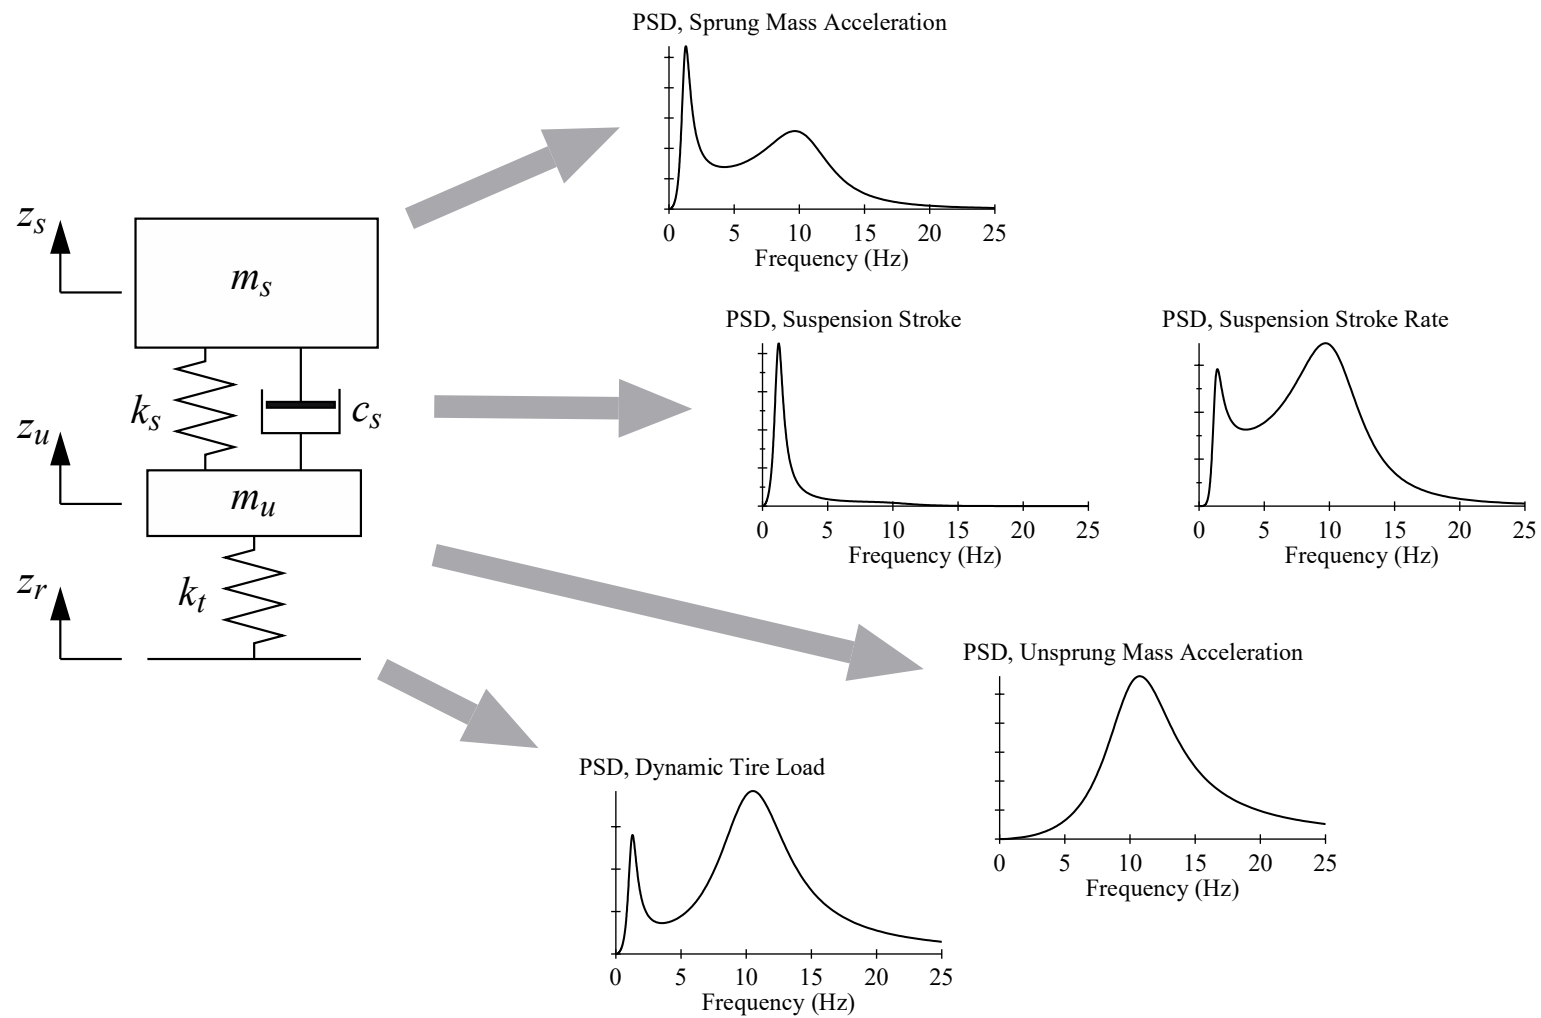 PSD, Sprung Mass Acceleration
0 5 10 15 20 25
Frequency (Hz)
z_s
m_s
PSD, Suspension Stroke
0 5 10 15 20 25
Frequency (Hz)
PSD, Suspension Stroke Rate
0 5 10 15 20 25
Frequency (Hz)
k_s
c_s
z_u
m_u
z_r
k_t
PSD, Unsprung Mass Acceleration
0 5 10 15 20 25
Frequency (Hz)
PSD, Dynamic Tire Load
0 5 10 15 20 25
Frequency (Hz)